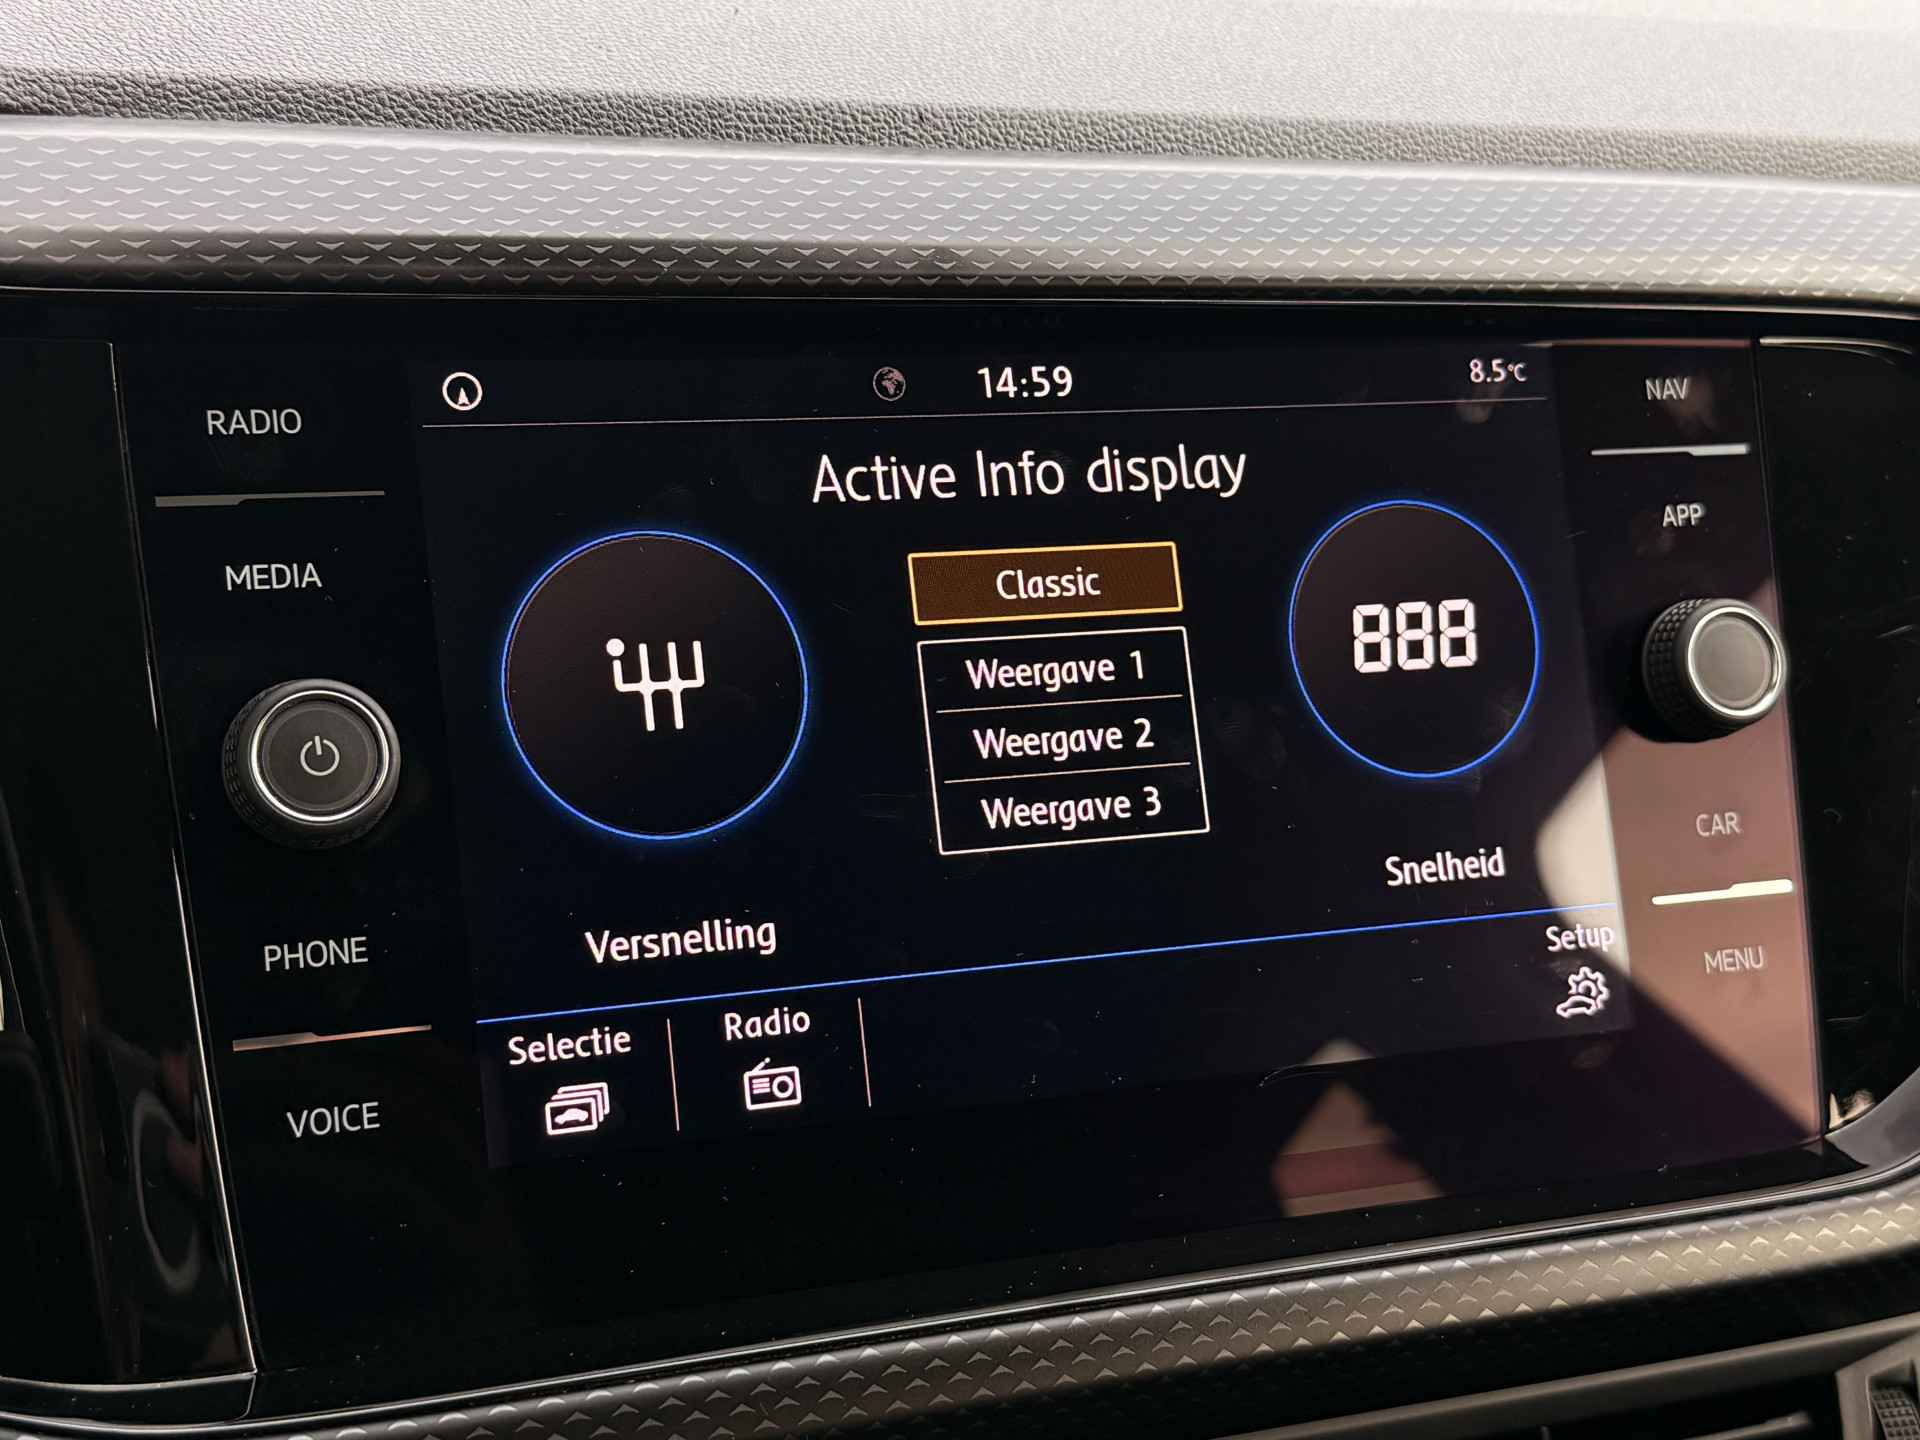 RADIO
MEDIA
PHONE
VOICE
14:59
8.5°C
Active Info display
Classic
Weergave 1
Weergave 2
Weergave 3
888
Versnelling
Snelheid
Selectie
Radio
Setup
NAV
APP
CAR
MENU